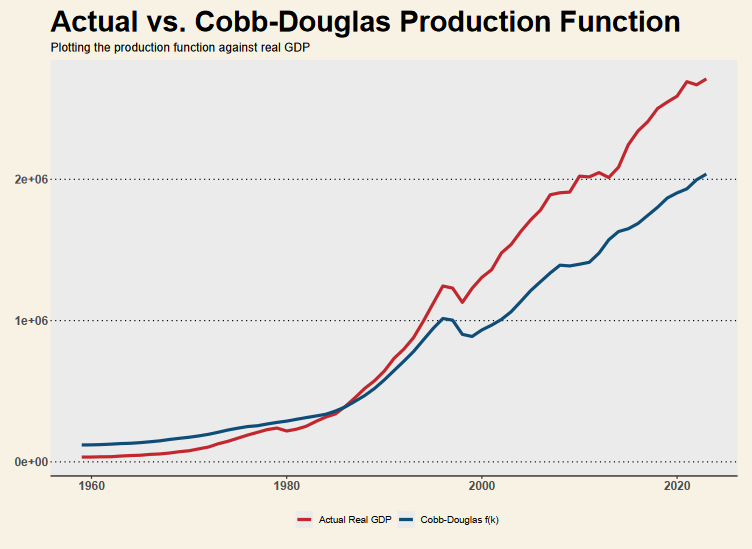 Actual vs. Cobb-Douglas Production Function
Plotting the production function against real GDP
2e+06
1e+06
0e+00
1960 1980 2000 2020
Actual Real GDP Cobb-Douglas f(k)